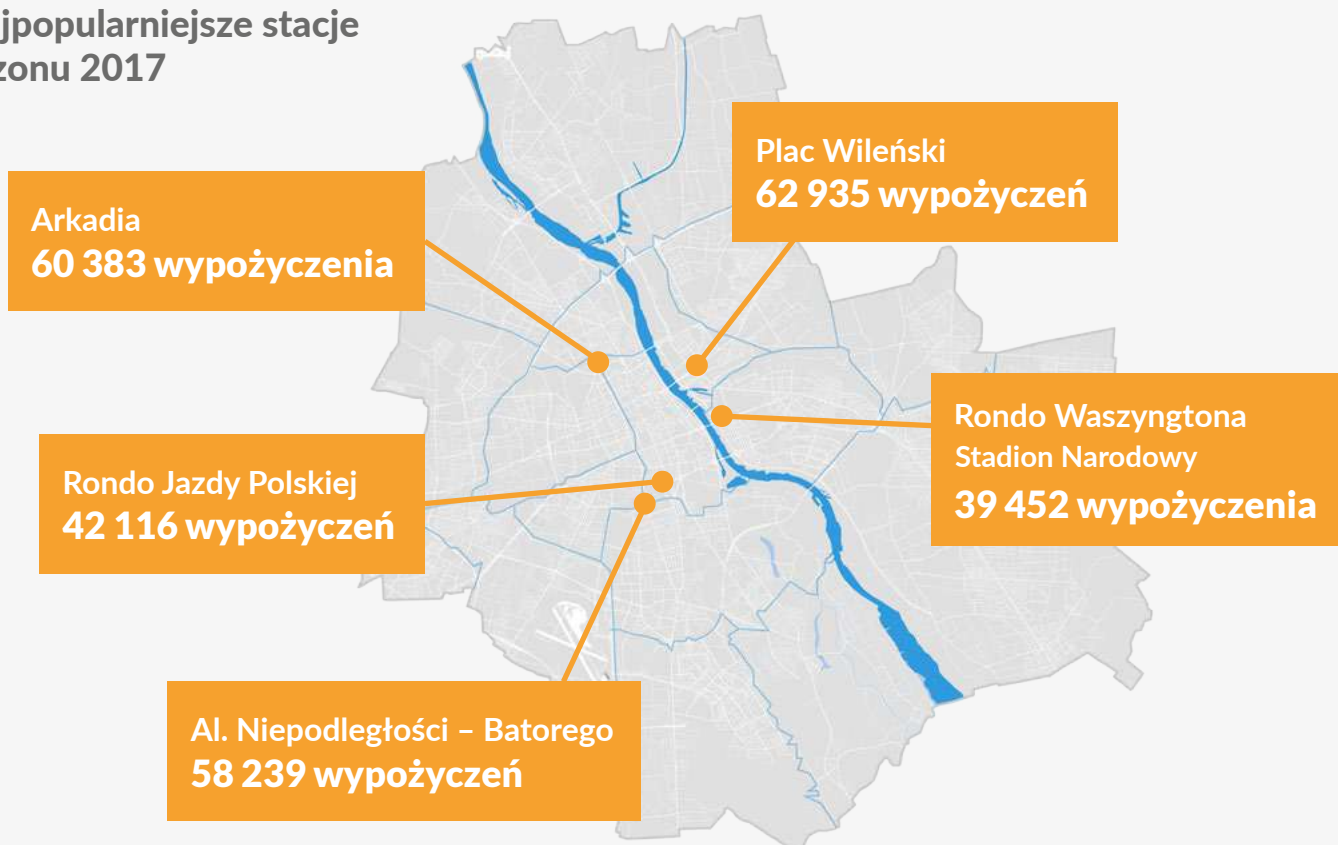 jpopularniejsze stacje
zonu 2017
Plac Wileński
62 935 wypożyczeń
Arkadia
60 383 wypożyczenia
Rondo Waszyngtona
Stadion Narodowy
39 452 wypożyczenia
Rondo Jazdy Polskiej
42 116 wypożyczeń
Al. Niepodległości – Batorego
58 239 wypożyczeń